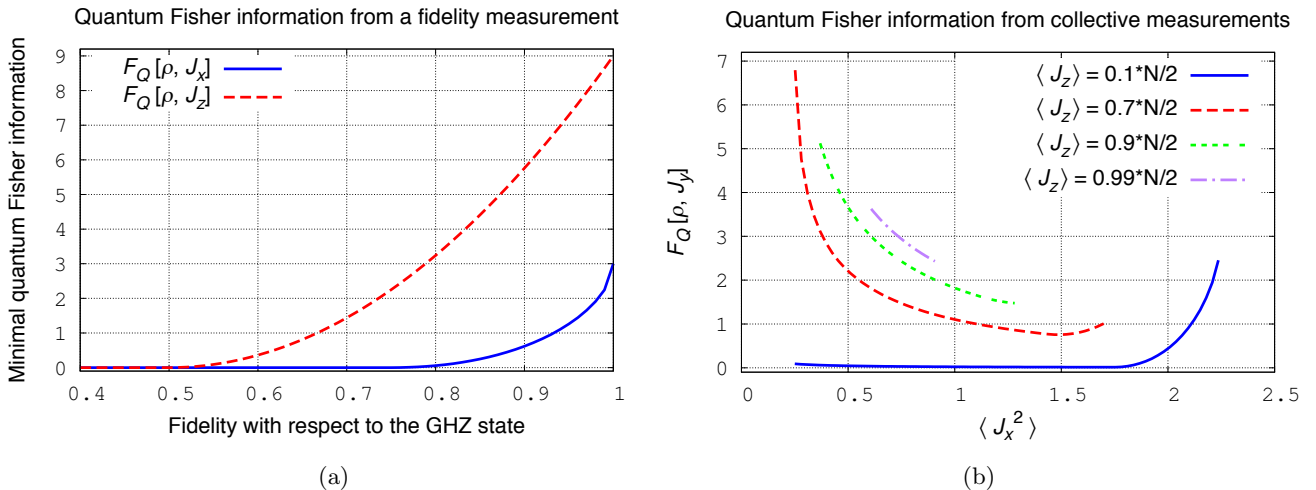 Quantum Fisher information from a fidelity measurement
Minimal quantum Fisher information
9
8
7
6
5
4
3
2
1
0
F_Q [ρ, J_x]
F_Q [ρ, J_z]
0.4 0.5 0.6 0.7 0.8 0.9 1
Fidelity with respect to the GHZ state
(a)
Quantum Fisher information from collective measurements
F_Q [ρ, J_y]
7
6
5
4
3
2
1
0
⟨ J_z ⟩ = 0.1*N/2
⟨ J_z ⟩ = 0.7*N/2
⟨ J_z ⟩ = 0.9*N/2
⟨ J_z ⟩ = 0.99*N/2
0 0.5 1 1.5 2 2.5
⟨ J_x^2 ⟩
(b)